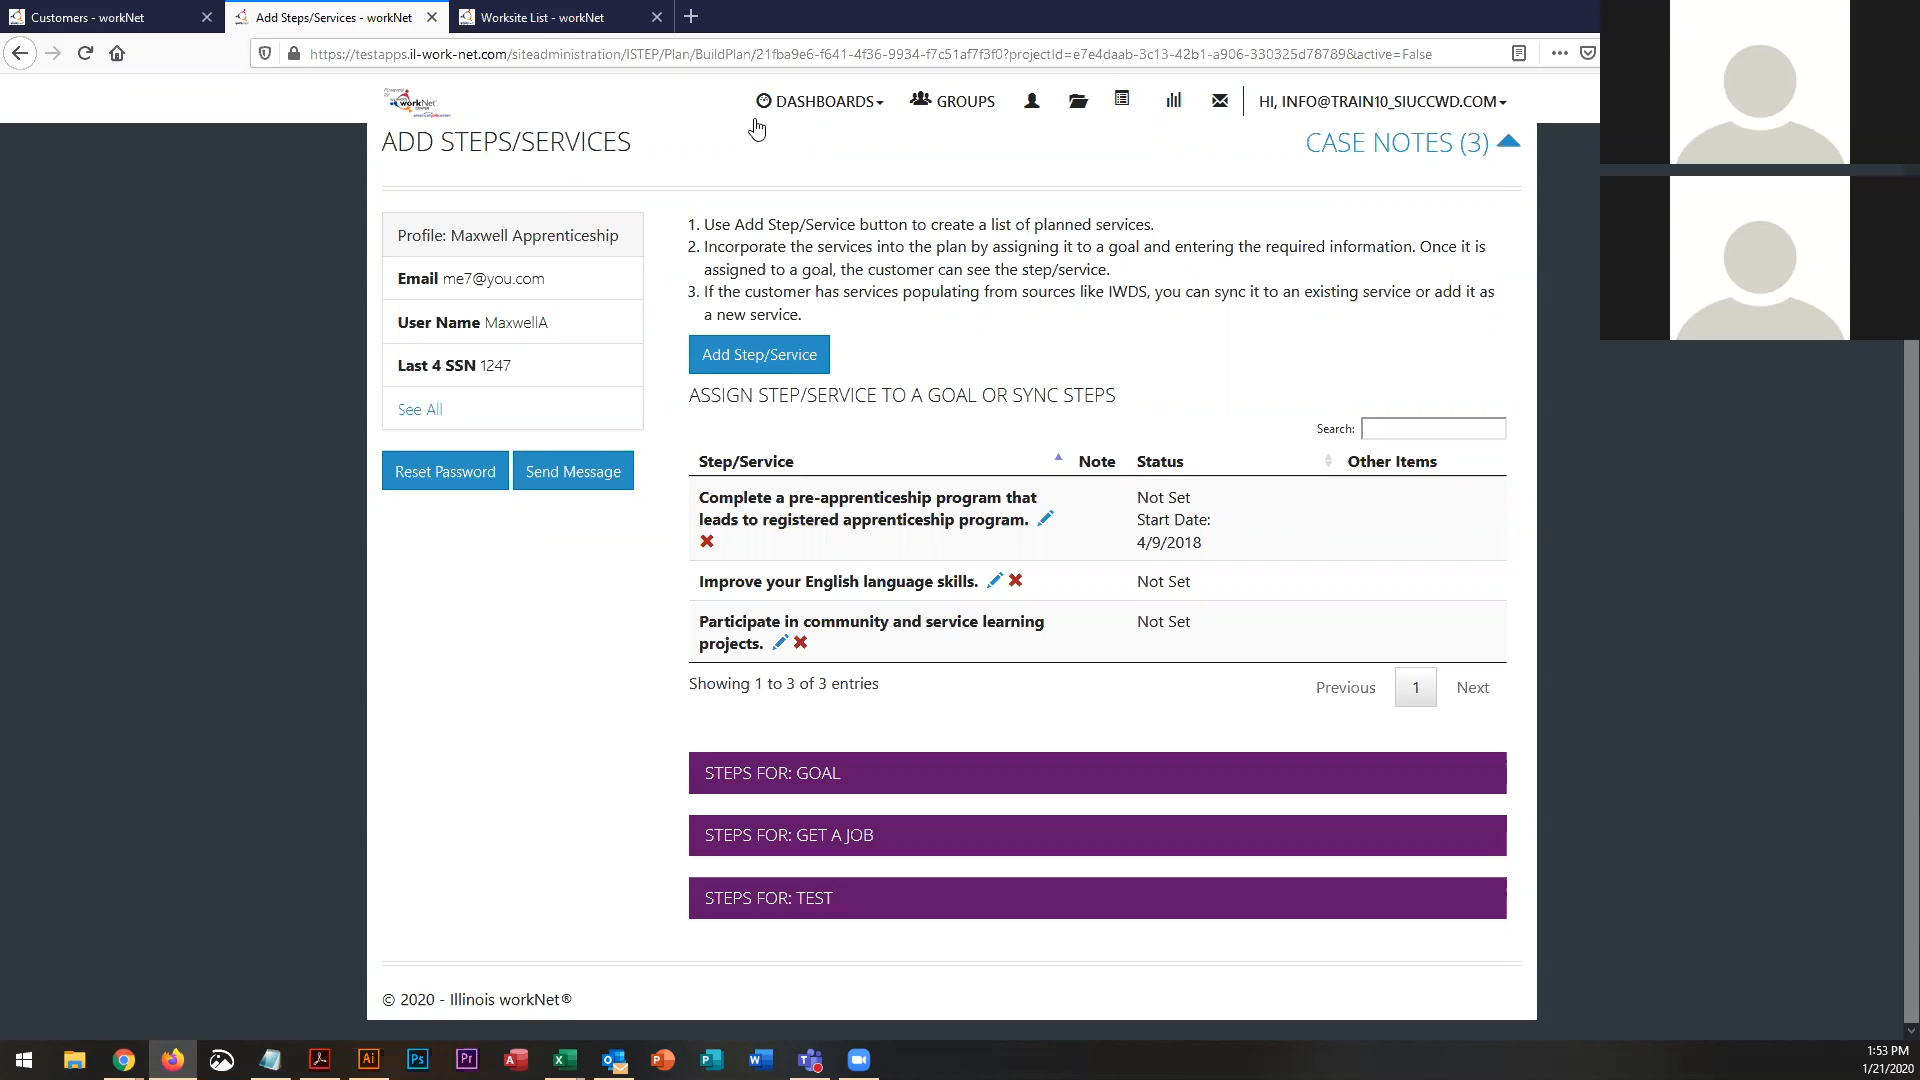 Customers - workNet
Add Steps/Services - workNet
Worksite List - workNet
https://testapps.il-work-net.com/siteadministration/ISTEP/Plan/BuildPlan/21fba9e6-f641-4f36-9934-f7c51af7f3f0?projectId=e7e4daab-3c13-42b1-a906-330325d78789&active=False
workNet
DASHBOARDS
GROUPS
HI, INFO@TRAIN10_SIUCCWD.COM
ADD STEPS/SERVICES
CASE NOTES (3)
Profile: Maxwell Apprenticeship
Email me7@you.com
User Name MaxwellA
Last 4 SSN 1247
See All
Reset Password
Send Message
1. Use Add Step/Service button to create a list of planned services.
2. Incorporate the services into the plan by assigning it to a goal and entering the required information. Once it is
assigned to a goal, the customer can see the step/service.
3. If the customer has services populating from sources like IWDS, you can sync it to an existing service or add it as
a new service.
Add Step/Service
ASSIGN STEP/SERVICE TO A GOAL OR SYNC STEPS
Search:
Step/Service Note Status Other Items
Complete a pre-apprenticeship program that
leads to registered apprenticeship program.
Not Set
Start Date:
4/9/2018
Improve your English language skills.
Not Set
Participate in community and service learning
projects.
Not Set
Showing 1 to 3 of 3 entries
Previous 1 Next
STEPS FOR: GOAL
STEPS FOR: GET A JOB
STEPS FOR: TEST
© 2020 - Illinois workNet®
1:53 PM
1/21/2020